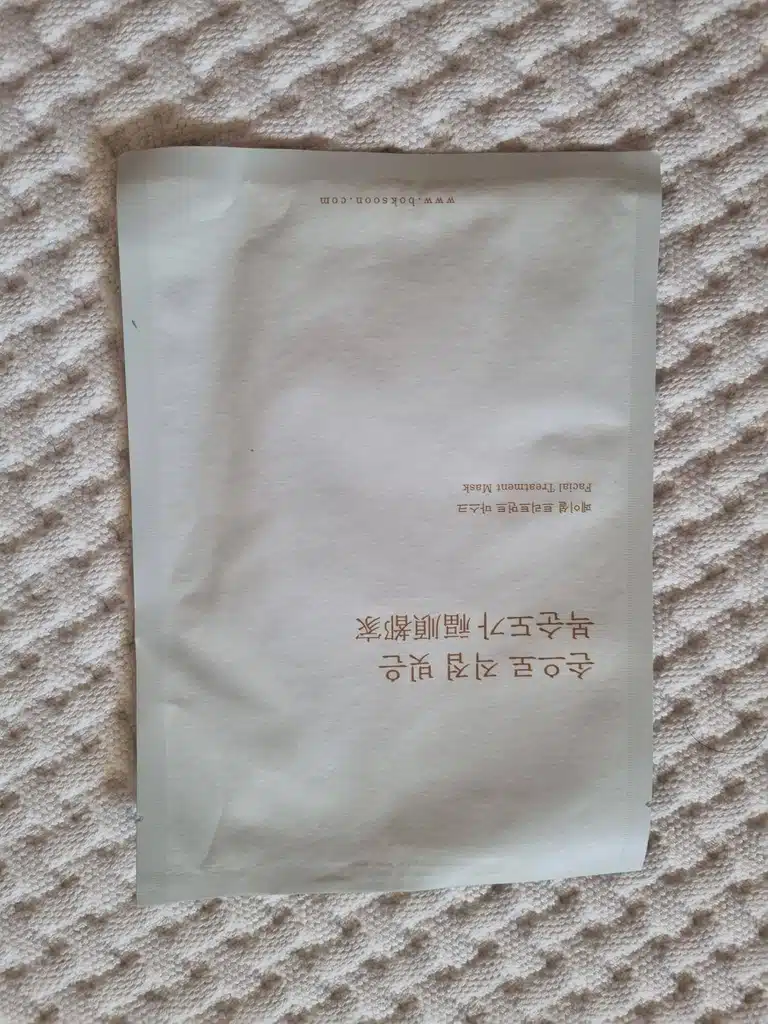 손으로 직접 빚은
복순도가 福順都家
페이셜 트리트먼트 마스크
Facial Treatment Mask
www.boksoon.com